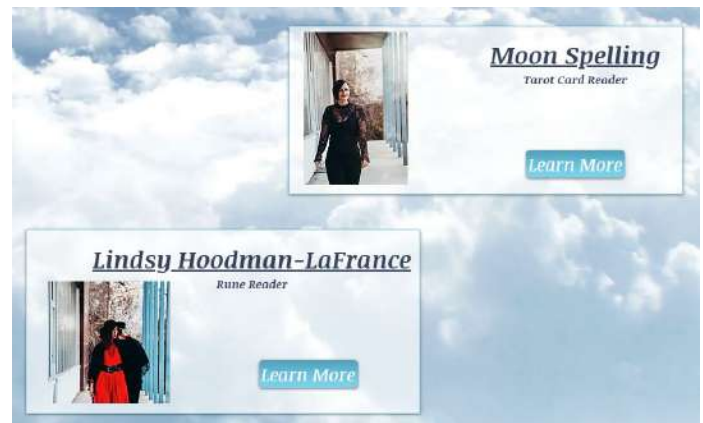 Moon Spelling
Tarot Card Reader
Learn More
Lindsy Hoodman-LaFrance
Rune Reader
Learn More